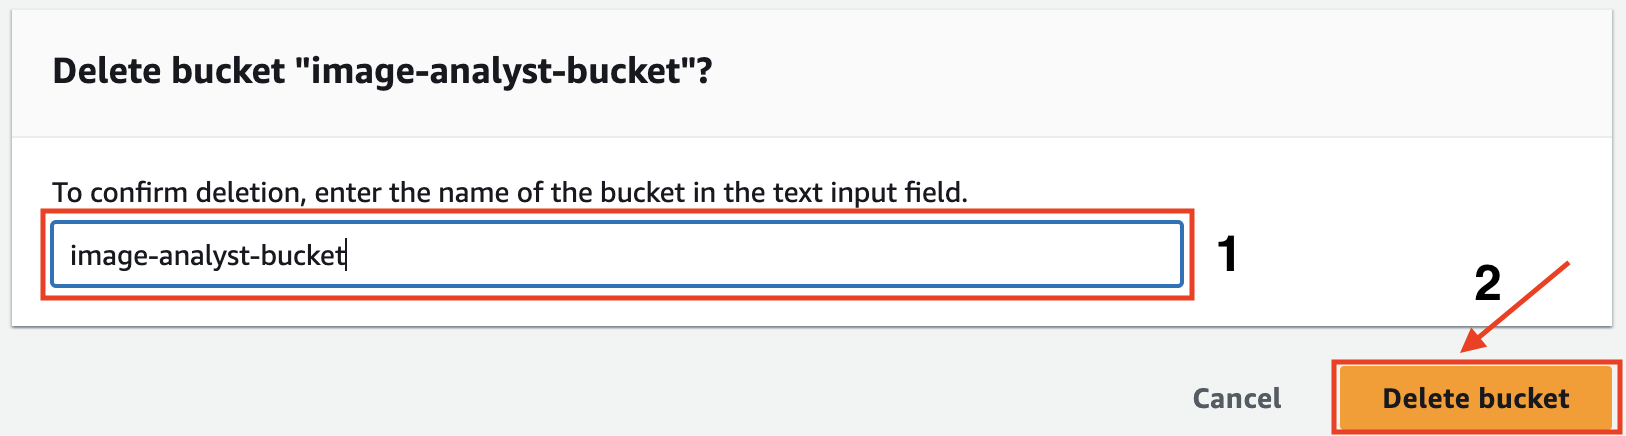 Delete bucket "image-analyst-bucket"?
To confirm deletion, enter the name of the bucket in the text input field.
image-analyst-bucket
1
2
Cancel
Delete bucket